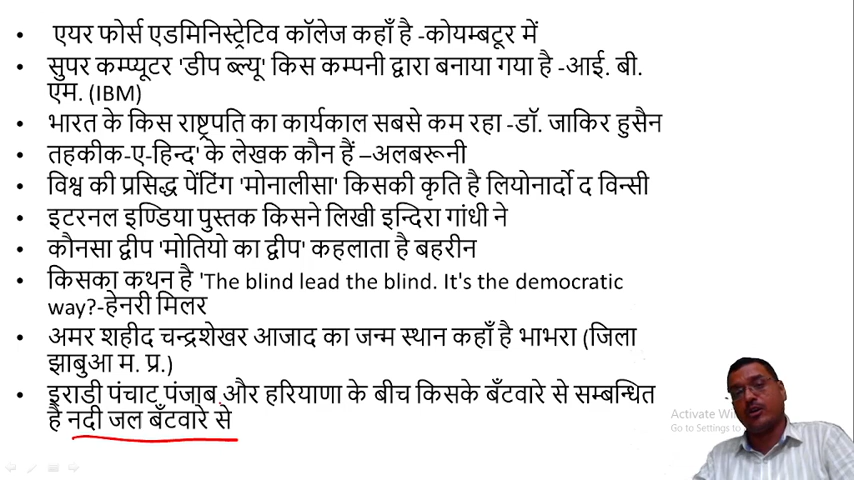 • एयर फोर्स एडमिनिस्ट्रेटिव कॉलेज कहाँ है -कोयम्बटूर में
• सुपर कम्प्यूटर 'डीप ब्ल्यू' किस कम्पनी द्वारा बनाया गया है -आई. बी.
एम. (IBM)
• भारत के किस राष्ट्रपति का कार्यकाल सबसे कम रहा -डॉ. जाकिर हुसैन
• तहकीक-ए-हिन्द' के लेखक कौन हैं –अलबरूनी
• विश्व की प्रसिद्ध पेंटिंग 'मोनालीसा' किसकी कृति है लियोनार्दो द विन्सी
• इटरनल इण्डिया पुस्तक किसने लिखी इन्दिरा गांधी ने
• कौनसा द्वीप 'मोतियो का द्वीप' कहलाता है बहरीन
• किसका कथन है 'The blind lead the blind. It's the democratic
way?-हेनरी मिलर
• अमर शहीद चन्द्रशेखर आजाद का जन्म स्थान कहाँ है भाभरा (जिला
झाबुआ म. प्र.)
• इराडी पंचाट पंजाब और हरियाणा के बीच किसके बँटवारे से सम्बन्धित
है नदी जल बँटवारे से
Activate Wi
Go to Settings to